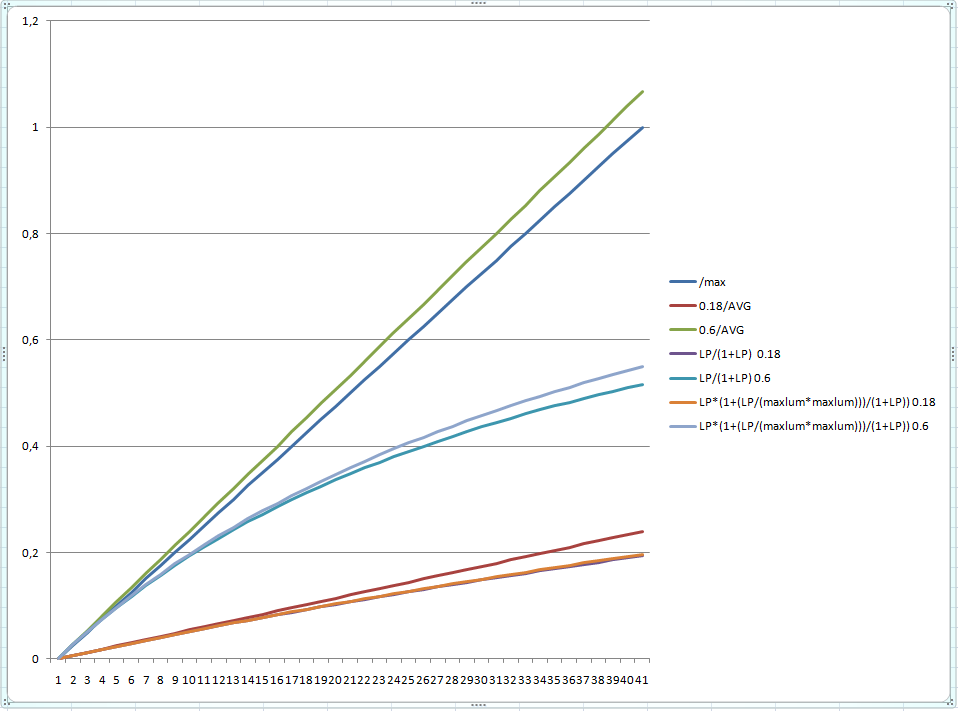 1,2
1
0,8
0,6
0,4
0,2
0
1 2 3 4 5 6 7 8 9 10 11 12 13 14 15 16 17 18 19 20 21 22 23 24 25 26 27 28 29 30 31 32 33 34 35 36 37 38 39 40 41
/max
0.18/AVG
0.6/AVG
LP/(1+LP)  0.18
LP/(1+LP) 0.6
LP*(1+(LP/(maxlum*maxlum)))/(1+LP)) 0.18
LP*(1+(LP/(maxlum*maxlum)))/(1+LP)) 0.6